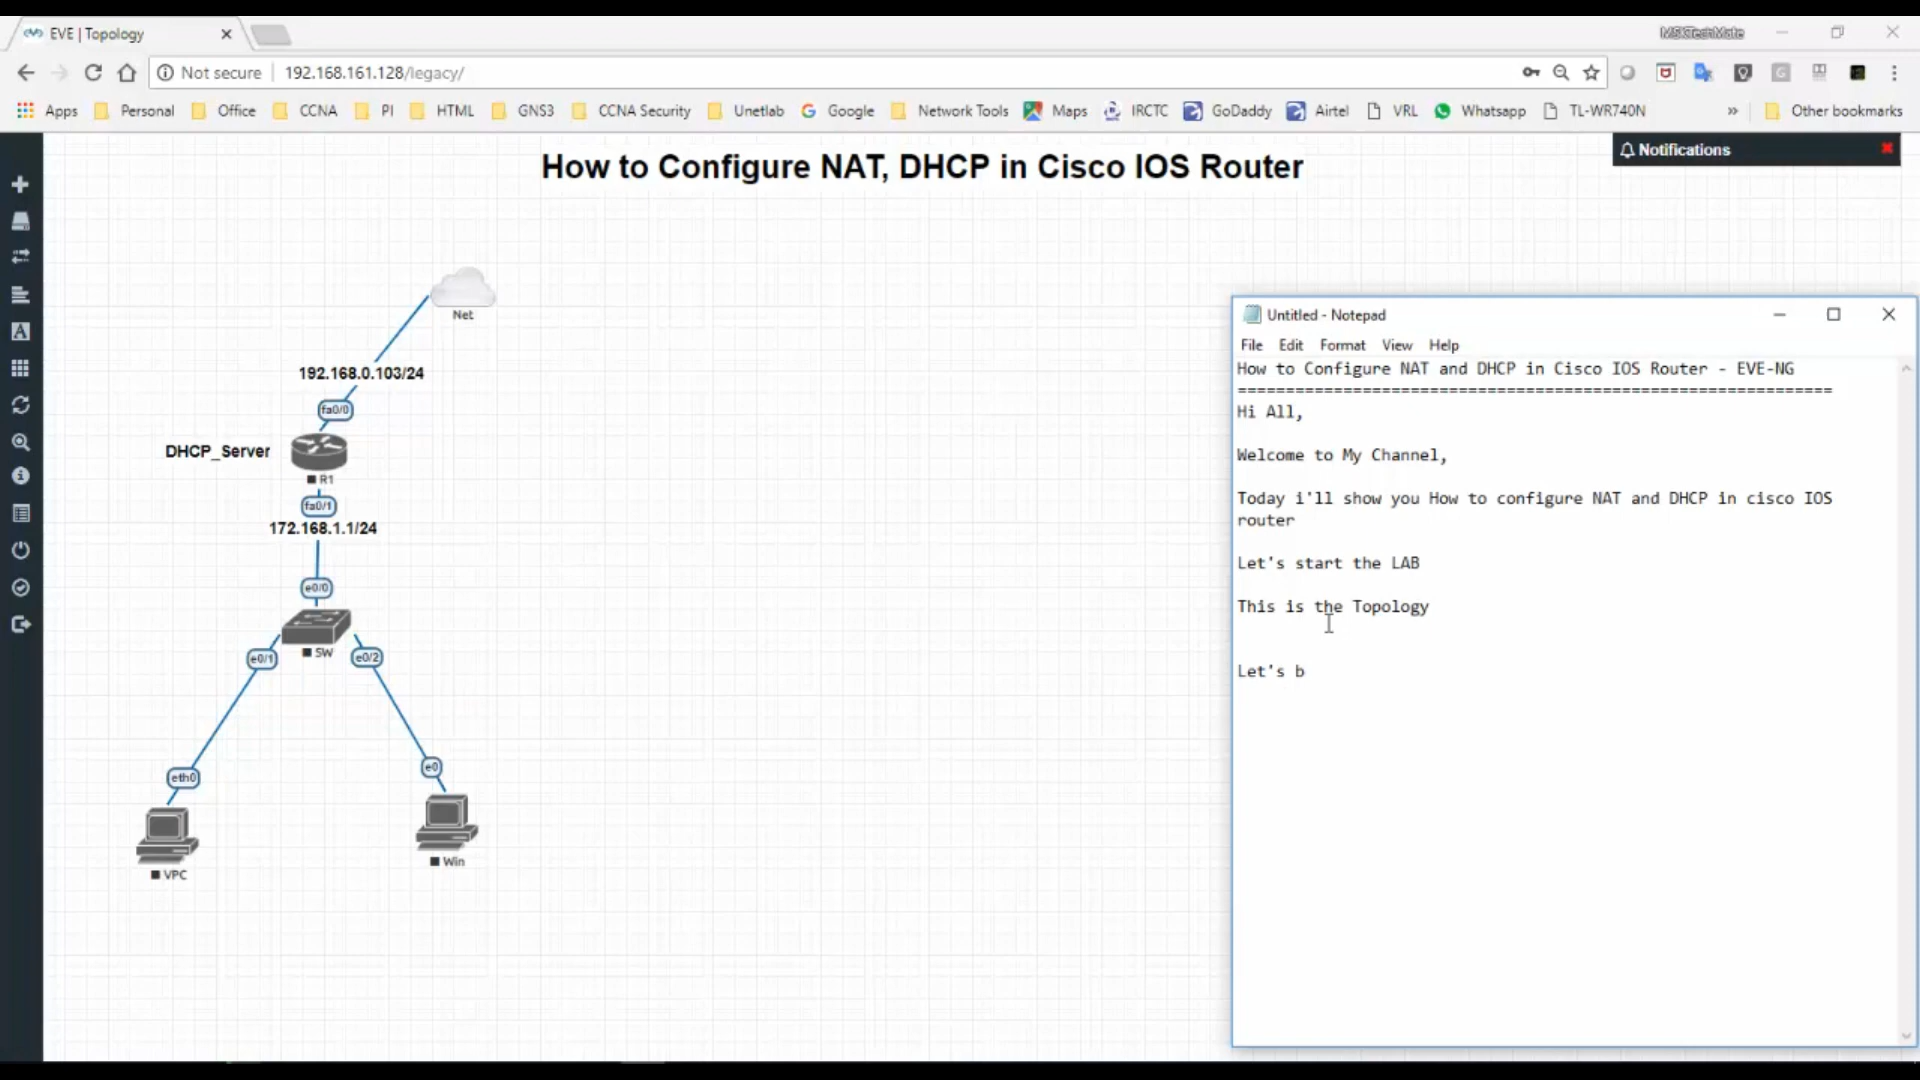 EVE | Topology
Not secure
192.168.161.128/legacy/
Apps
Personal
Office
CCNA
PI
HTML
GNS3
CCNA Security
Unetlab
Google
Network Tools
Maps
IRCTC
GoDaddy
Airtel
VRL
Whatsapp
TL-WR740N
»
Other bookmarks
How to Configure NAT, DHCP in Cisco IOS Router
Notifications
Net
192.168.0.103/24
fa0/0
DHCP_Server
R1
fa0/1
172.168.1.1/24
e0/0
SW
e0/1
e0/2
eth0
e0
VPC
Win
Untitled - Notepad
File Edit Format View Help
How to Configure NAT and DHCP in Cisco IOS Router - EVE-NG
==============================================================
Hi All,
Welcome to My Channel,
Today i'll show you How to configure NAT and DHCP in cisco IOS
router
Let's start the LAB
This is the Topology
Let's b